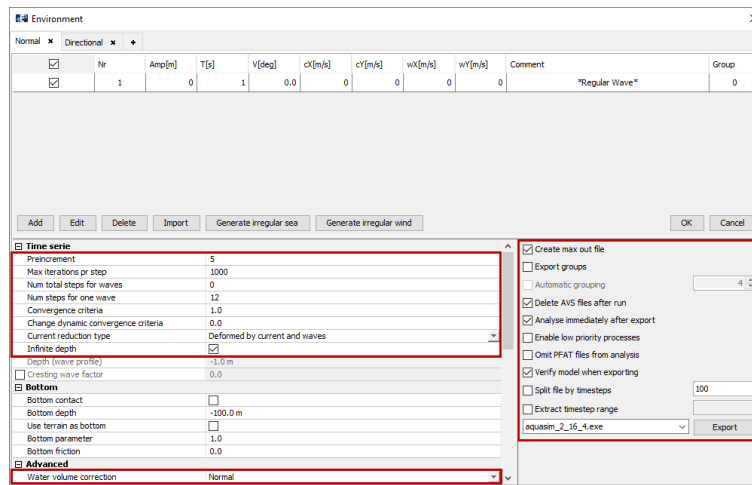 Environment
Normal × Directional × +
Nr Amp[m] T[s] V[deg] cX[m/s] cY[m/s] wX[m/s] wY[m/s] Comment Group
1 0 1 0.0 0 0 0 0 *Regular Wave* 0
Add Edit Delete Import Generate irregular sea Generate irregular wind OK Cancel
Time serie
Preincrement 5
Max iterations pr step 1000
Num total steps for waves 0
Num steps for one wave 12
Convergence criteria 1.0
Change dynamic convergence criteria 0.0
Current reduction type Deformed by current and waves
Infinite depth
Depth (wave profile) -1.0 m
Cresting wave factor 0.0
Bottom
Bottom contact
Bottom depth -100.0 m
Use terrain as bottom
Bottom parameter 1.0
Bottom friction 0.0
Advanced
Water volume correction Normal
Create max out file
Export groups
Automatic grouping 4
Delete AVS files after run
Analyse immediately after export
Enable low priority processes
Omit PFAT files from analysis
Verify model when exporting
Split file by timesteps 100
Extract timestep range
aquasim_2_16_4.exe Export